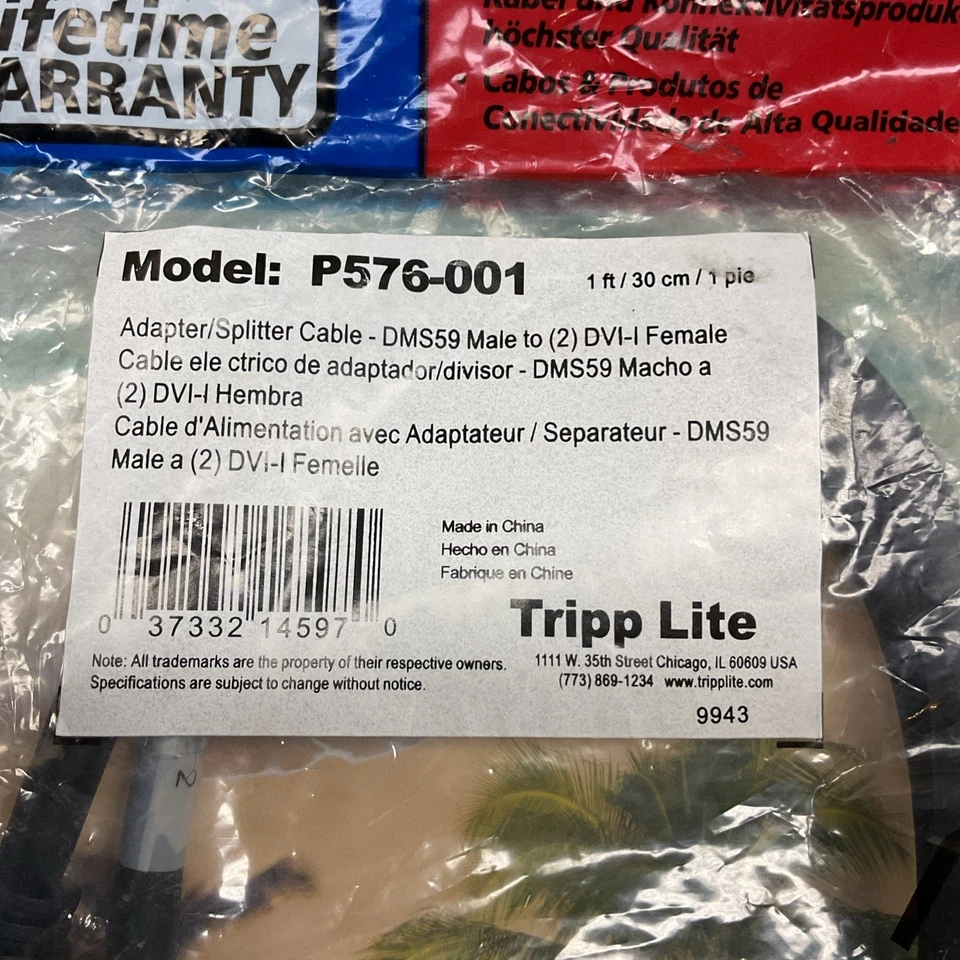 ifetime
ARRANTY
Kabel und Konnektivitätsproduk
höchster Qualität
Cabos & Produtos de
Conectividade de Alta Qualidade
Model: P576-001
1 ft / 30 cm / 1 pie
Adapter/Splitter Cable - DMS59 Male to (2) DVI-I Female
Cable ele ctrico de adaptador/divisor - DMS59 Macho a
(2) DVI-I Hembra
Cable d'Alimentation avec Adaptateur / Separateur - DMS59
Male a (2) DVI-I Femelle
Made in China
Hecho en China
Fabrique en Chine
0 37332 14597 0
Tripp Lite
Note: All trademarks are the property of their respective owners.
Specifications are subject to change without notice.
1111 W. 35th Street Chicago, IL 60609 USA
(773) 869-1234 www.tripplite.com
9943